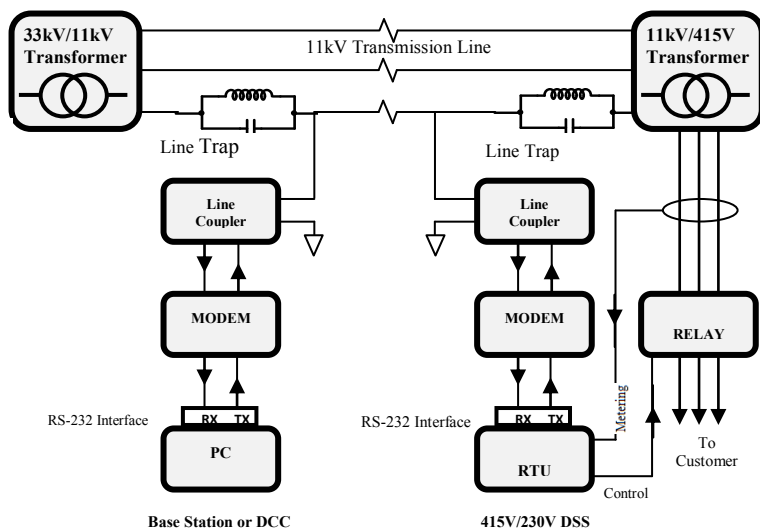 33kV/11kV
Transformer
11kV Transmission Line
11kV/415V
Transformer
Line Trap
Line Trap
Line
Coupler
Line
Coupler
MODEM
MODEM
RELAY
Metering
RS-232 Interface
RX TX
PC
RS-232 Interface
RX TX
RTU
Control
To
Customer
Base Station or DCC
415V/230V DSS